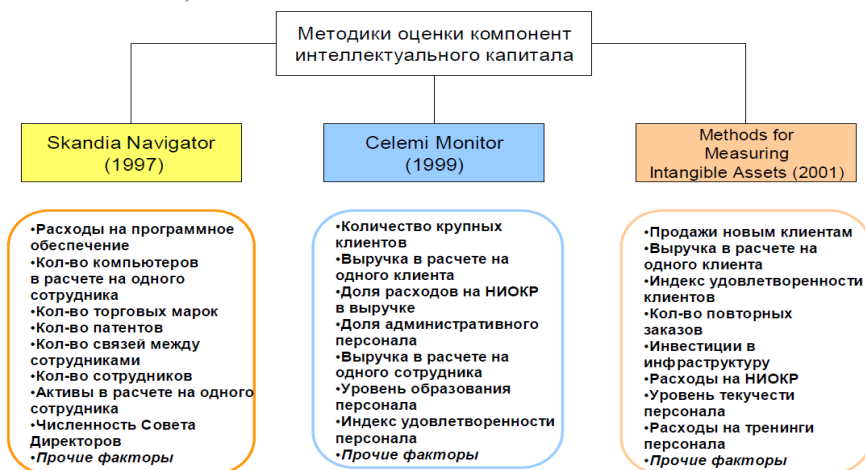 Методики оценки компонент
интеллектуального капитала
Skandia Navigator
(1997)
Celemi Monitor
(1999)
Methods for
Measuring
Intangible Assets (2001)
•Расходы на программное
обеспечение
•Кол-во компьютеров
в расчете на одного
сотрудника
•Кол-во торговых марок
•Кол-во патентов
•Кол-во связей между
сотрудниками
•Кол-во сотрудников
•Активы в расчете на одного
сотрудника
•Численность Совета
Директоров
•Прочие факторы
•Количество крупных
клиентов
•Выручка в расчете на
одного клиента
•Доля расходов на НИОКР
в выручке
•Доля административного
персонала
•Выручка в расчете на
одного сотрудника
•Уровень образования
персонала
•Индекс удовлетворенности
персонала
•Прочие факторы
•Продажи новым клиентам
•Выручка в расчете на
одного клиента
•Индекс удовлетворенности
клиентов
•Кол-во повторных
заказов
•Инвестиции в
инфраструктуру
•Расходы на НИОКР
•Уровень текучести
персонала
•Расходы на тренинги
персонала
•Прочие факторы